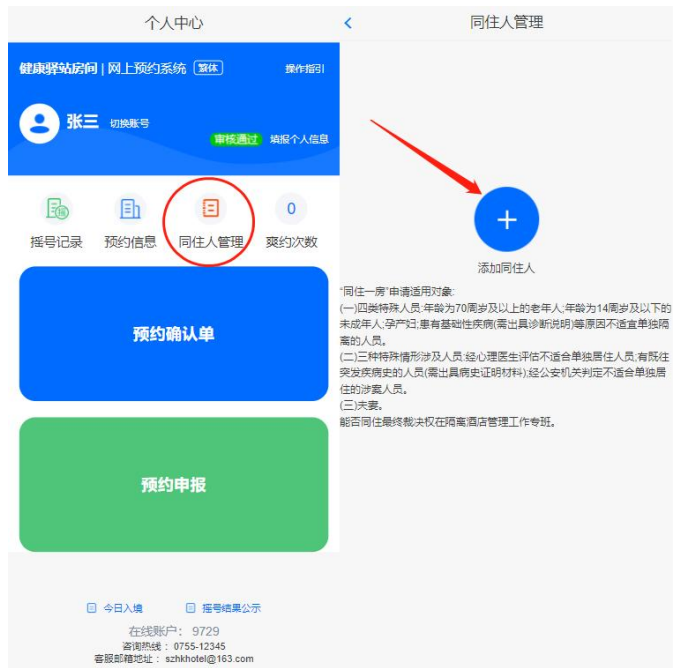 个人中心
健康驿站房间 | 网上预约系统 繁体 操作指引
张三 切换账号
审核通过 填报个人信息
摇
0
摇号记录 预约信息 同住人管理 爽约次数
预约确认单
预约申报
今日入境 摇号结果公示
在线账户： 9729
咨询热线： 0755-12345
客服邮箱地址： szhkhotel@163.com
同住人管理
添加同住人
“同住一房”申请适用对象:
(一)四类特殊人员:年龄为70周岁及以上的老年人;年龄为14周岁及以下的
未成年人;孕产妇;患有基础性疾病(需出具诊断说明)等原因不适宜单独隔
离的人员。
(二)三种特殊情形涉及人员:经心理医生评估不适合单独居住人员;有既往
突发疾病史的人员(需出具病史证明材料);经公安机关判定不适合单独居
住的涉案人员。
(三)夫妻。
能否同住最终裁决权在隔离酒店管理工作专班。